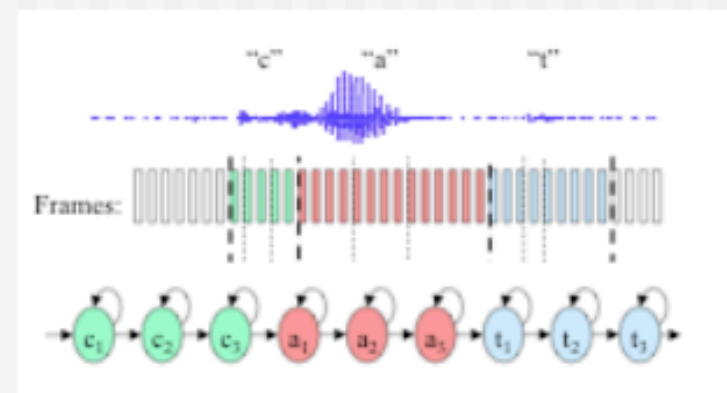 “c” “a” “t”
Frames:
c₁ c₂ c₃ a₁ a₂ a₃ t₁ t₂ t₃